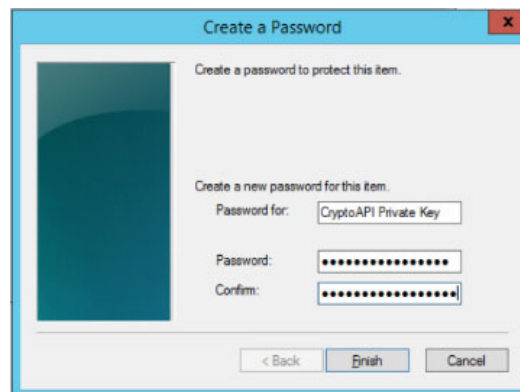 Create a Password
x
Create a password to protect this item.
Create a new password for this item.
Password for: CryptoAPI Private Key
Password: ●●●●●●●●●●●●●●●●
Confirm: ●●●●●●●●●●●●●●●●●
< Back Finish Cancel